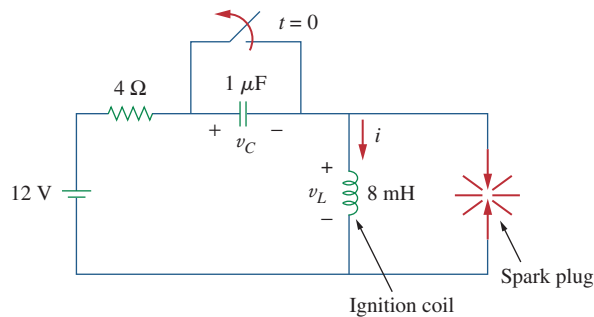 t = 0
4 Ω
1 μF
+ v_C −
i
12 V
+
v_L
−
8 mH
Spark plug
Ignition coil